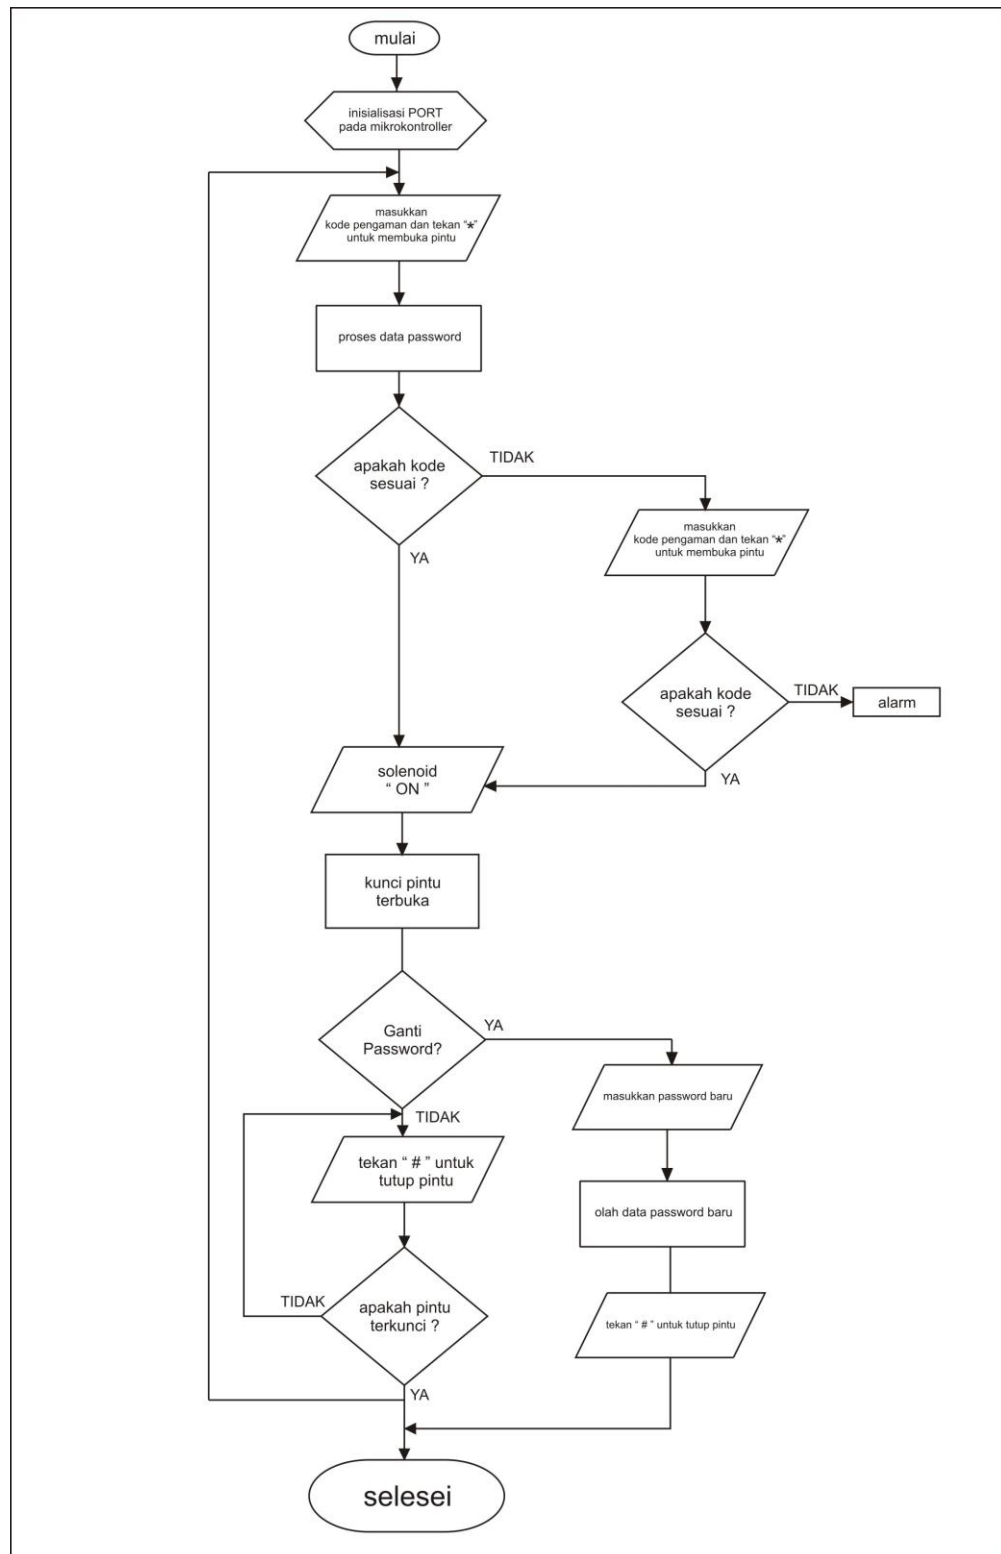 mulai
inisialisasi PORT
pada mikrokontroller
masukkan
kode pengaman dan tekan “*”
untuk membuka pintu
proses data password
apakah kode
sesuai ?
TIDAK
YA
masukkan
kode pengaman dan tekan “*”
untuk membuka pintu
apakah kode
sesuai ?
TIDAK
alarm
YA
solenoid
“ ON ”
kunci pintu
terbuka
Ganti
Password?
YA
masukkan password baru
TIDAK
tekan “ # ” untuk
tutup pintu
olah data password baru
TIDAK
apakah pintu
terkunci ?
tekan “ # ” untuk tutup pintu
YA
selesei